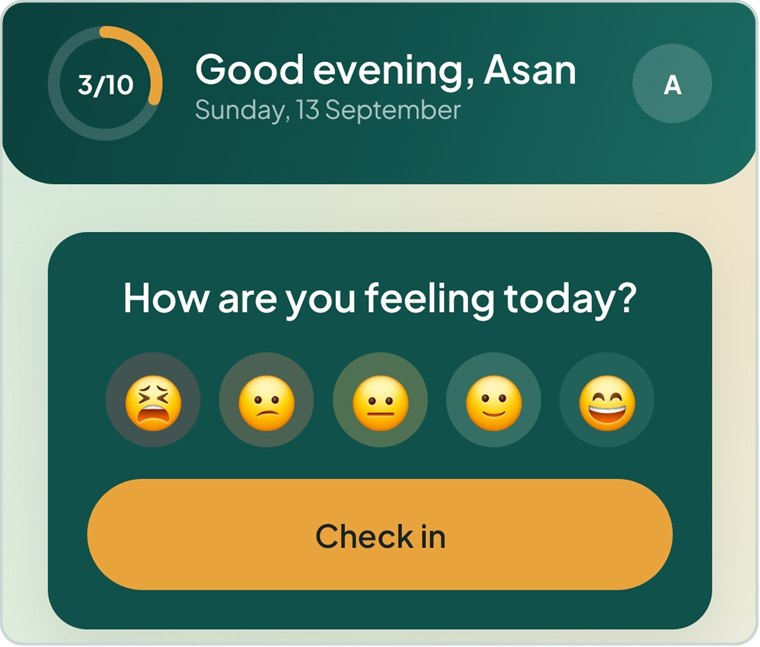 3/10
Good evening, Asan
Sunday, 13 September
A
How are you feeling today?
Check in